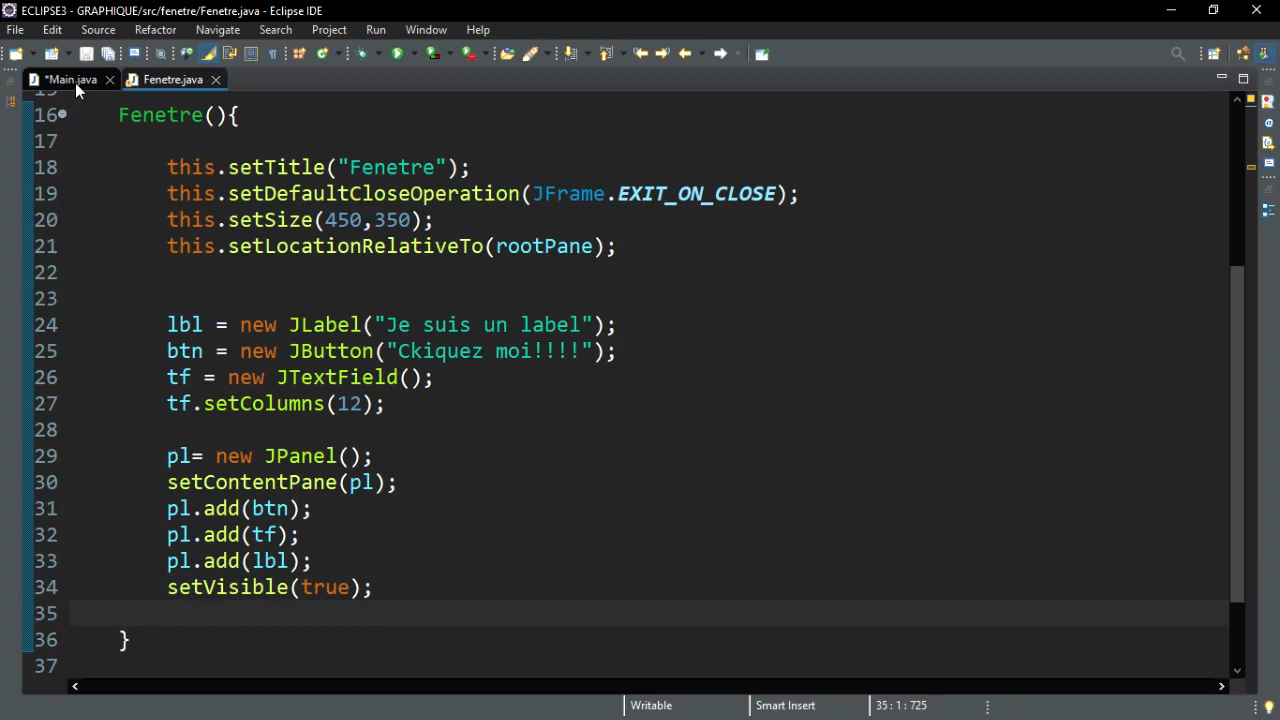 ECLIPSE3 - GRAPHIQUE/src/fenetre/Fenetre.java - Eclipse IDE
File Edit Source Refactor Navigate Search Project Run Window Help
*Main.java Fenetre.java
15
16 Fenetre(){
17
18 this.setTitle("Fenetre");
19 this.setDefaultCloseOperation(JFrame.EXIT_ON_CLOSE);
20 this.setSize(450,350);
21 this.setLocationRelativeTo(rootPane);
22
23
24 lbl = new JLabel("Je suis un label");
25 btn = new JButton("Ckiquez moi!!!!");
26 tf = new JTextField();
27 tf.setColumns(12);
28
29 pl= new JPanel();
30 setContentPane(pl);
31 pl.add(btn);
32 pl.add(tf);
33 pl.add(lbl);
34 setVisible(true);
35
36 }
37
Writable Smart Insert 35 : 1 : 725